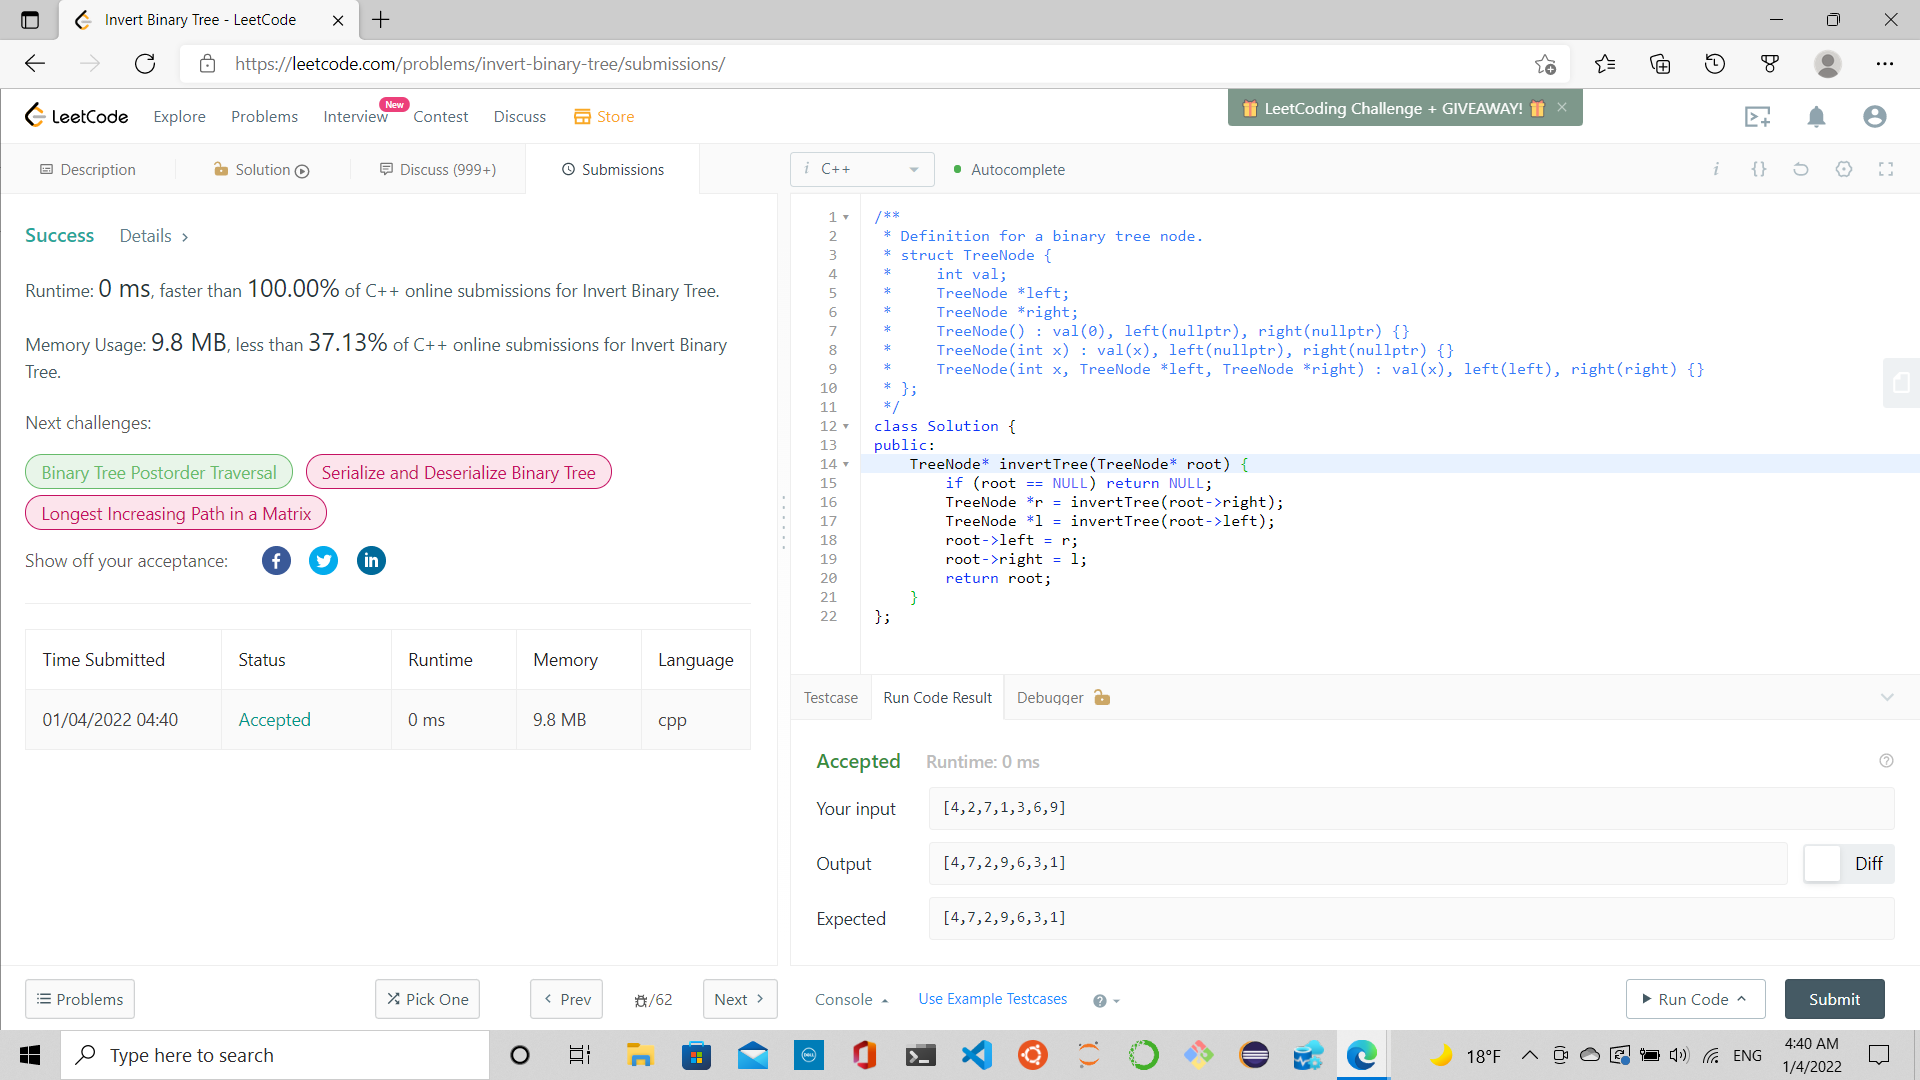 Invert Binary Tree - LeetCode
https://leetcode.com/problems/invert-binary-tree/submissions/
LeetCode Explore Problems Interview New Contest Discuss Store
LeetCoding Challenge + GIVEAWAY!
Description Solution Discuss (999+) Submissions
i C++ Autocomplete
Success Details >
Runtime: 0 ms, faster than 100.00% of C++ online submissions for Invert Binary Tree.
Memory Usage: 9.8 MB, less than 37.13% of C++ online submissions for Invert Binary
Tree.
Next challenges:
Binary Tree Postorder Traversal Serialize and Deserialize Binary Tree
Longest Increasing Path in a Matrix
Show off your acceptance:
Time Submitted Status Runtime Memory Language
01/04/2022 04:40 Accepted 0 ms 9.8 MB cpp
1 /**
2  * Definition for a binary tree node.
3  * struct TreeNode {
4  *     int val;
5  *     TreeNode *left;
6  *     TreeNode *right;
7  *     TreeNode() : val(0), left(nullptr), right(nullptr) {}
8  *     TreeNode(int x) : val(x), left(nullptr), right(nullptr) {}
9  *     TreeNode(int x, TreeNode *left, TreeNode *right) : val(x), left(left), right(right) {}
10  * };
11  */
12 class Solution {
13 public:
14     TreeNode* invertTree(TreeNode* root) {
15         if (root == NULL) return NULL;
16         TreeNode *r = invertTree(root->right);
17         TreeNode *l = invertTree(root->left);
18         root->left = r;
19         root->right = l;
20         return root;
21     }
22 };
Testcase Run Code Result Debugger
Accepted Runtime: 0 ms
Your input [4,2,7,1,3,6,9]
Output [4,7,2,9,6,3,1] Diff
Expected [4,7,2,9,6,3,1]
Problems Pick One < Prev /62 Next > Console Use Example Testcases Run Code Submit
Type here to search
DELL
18°F ENG
4:40 AM
1/4/2022